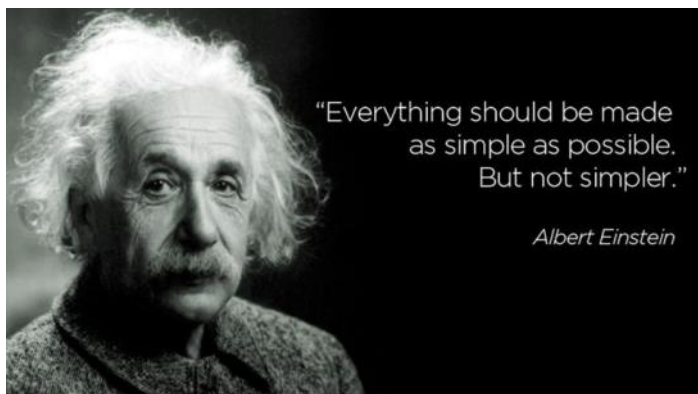 “Everything should be made
as simple as possible.
But not simpler.”
Albert Einstein